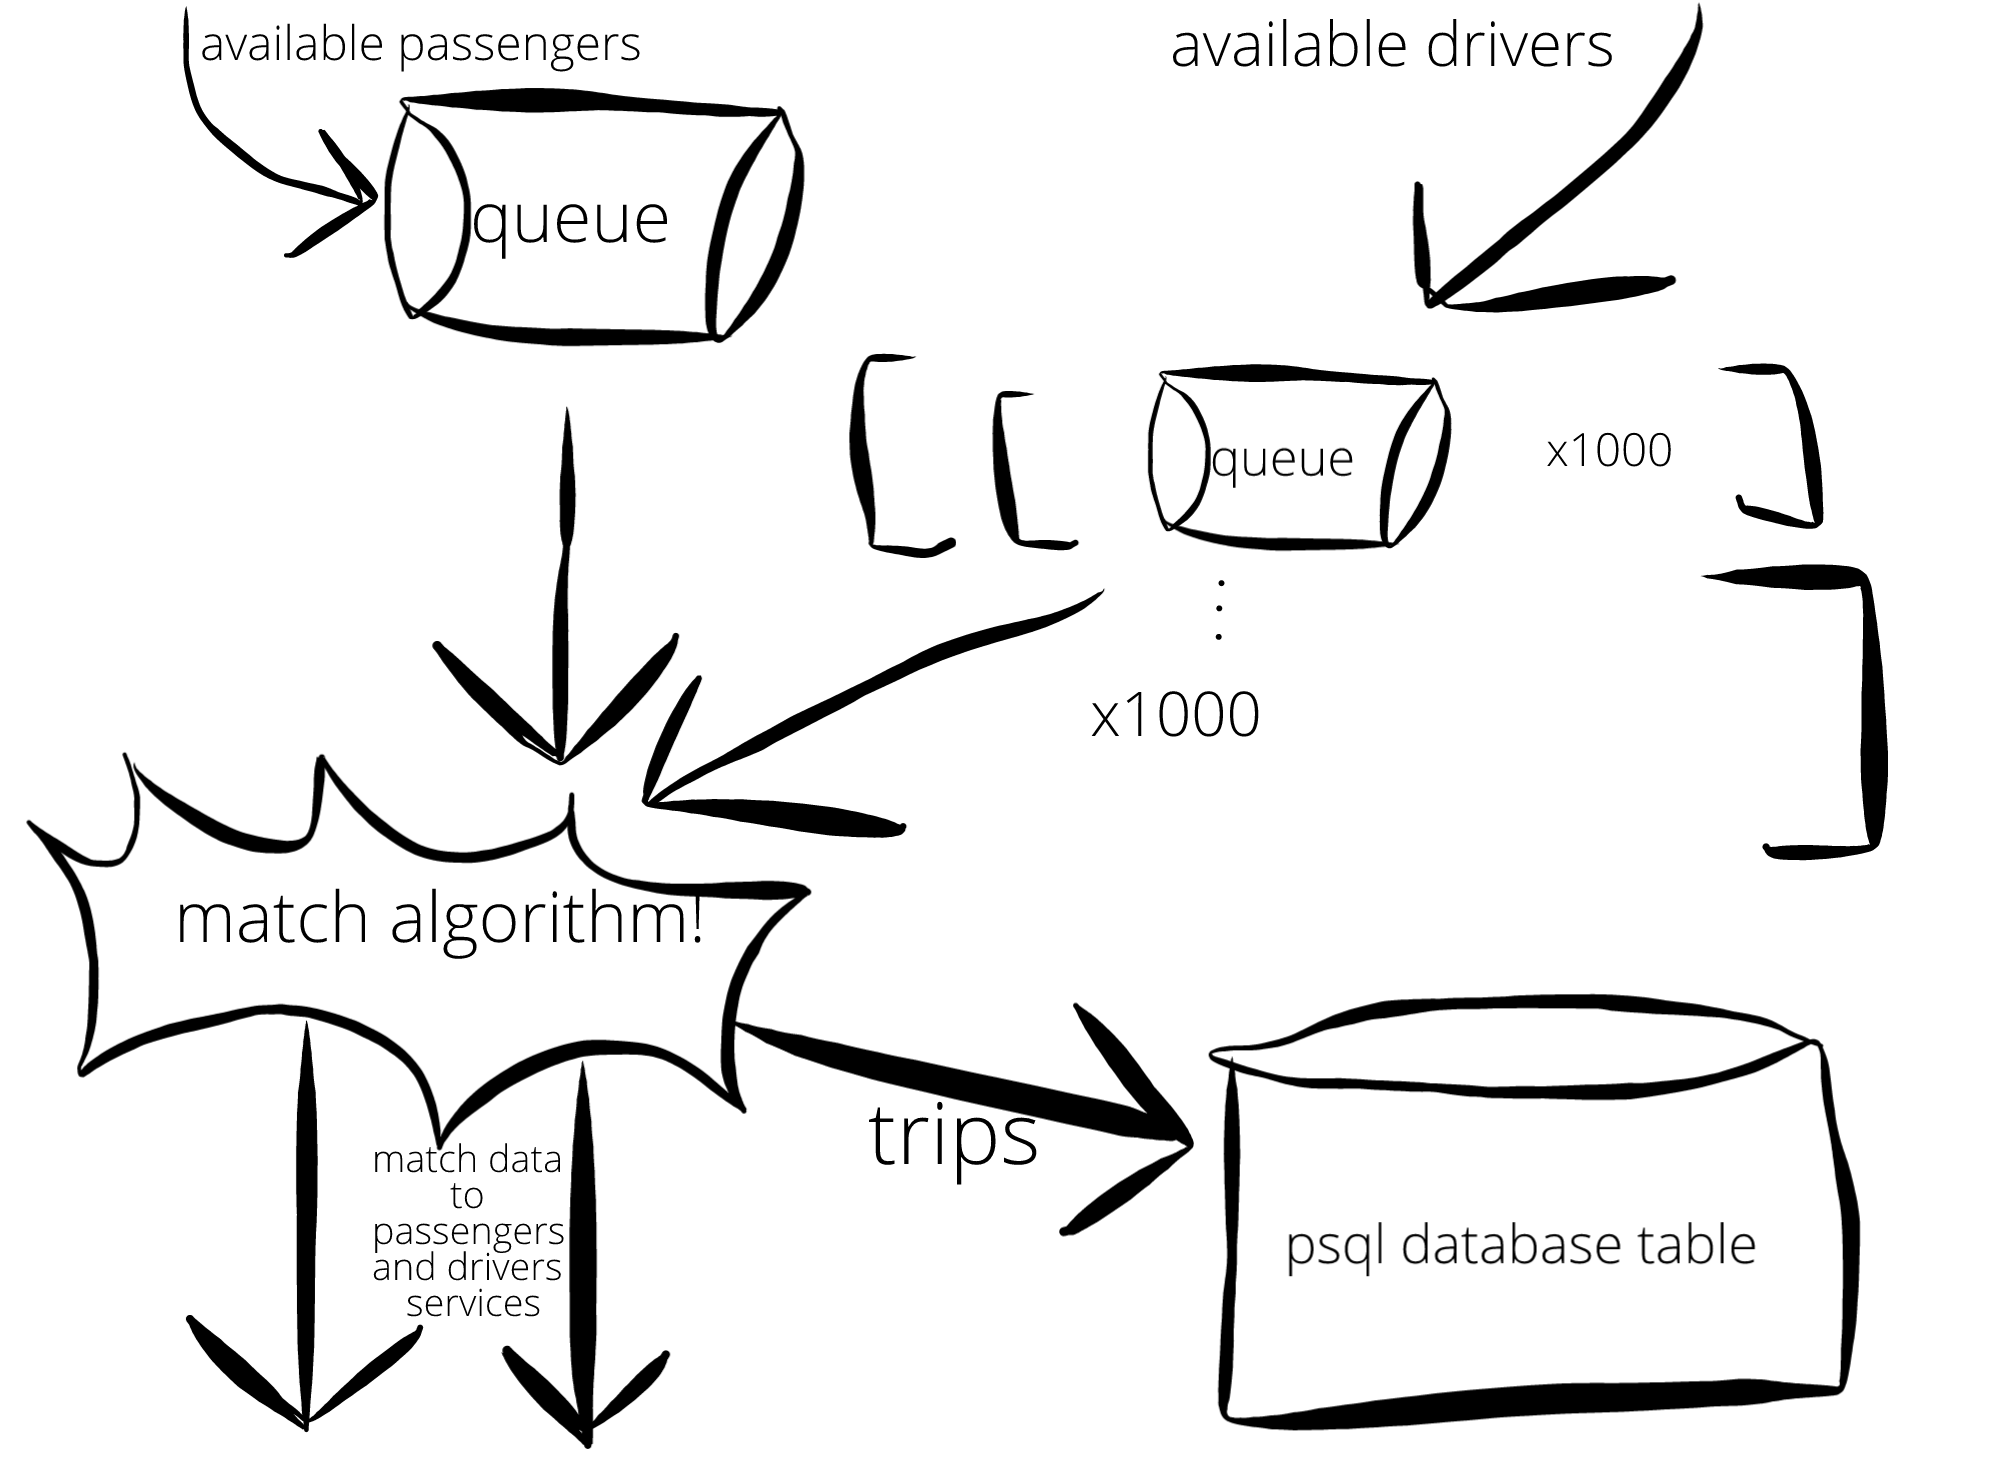 available passengers
available drivers
queue
queue
x1000
⋮
x1000
match algorithm!
trips
match data
to
passengers
and drivers
services
psql database table